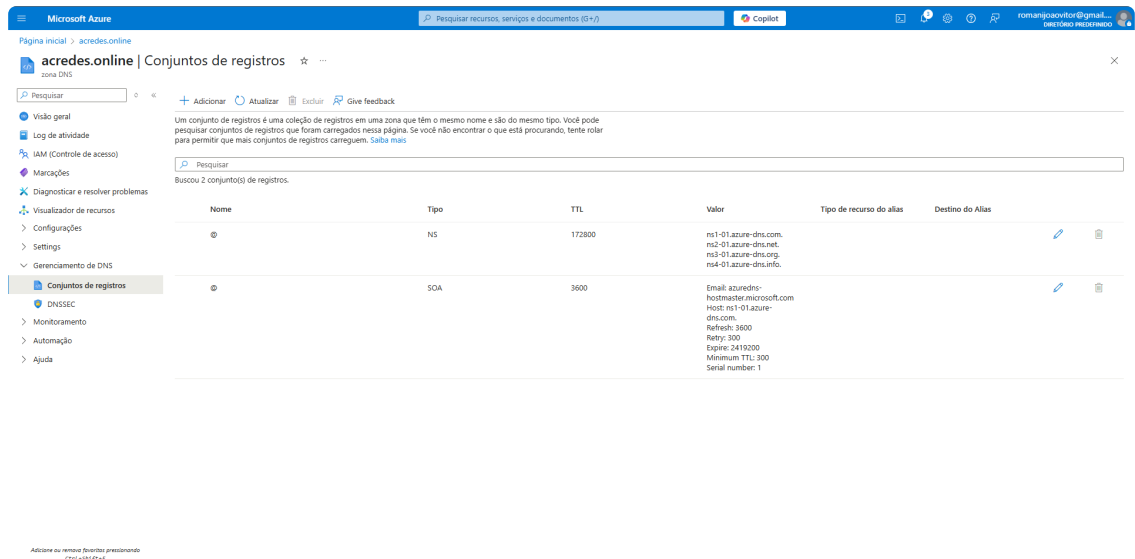 Microsoft Azure
Pesquisar recursos, serviços e documentos (G+/)
Copilot
romanijoaovitor@gmail....
DIRETÓRIO PREDEFINIDO
Página inicial > acredes.online
acredes.online | Conjuntos de registros
zona DNS
Pesquisar
Visão geral
Log de atividade
IAM (Controle de acesso)
Marcações
Diagnosticar e resolver problemas
Visualizador de recursos
Configurações
Settings
Gerenciamento de DNS
Conjuntos de registros
DNSSEC
Monitoramento
Automação
Ajuda
Adicione ou remova favoritos pressionando
Ctrl+Shift+F
Adicionar Atualizar Excluir Give feedback
Um conjunto de registros é uma coleção de registros em uma zona que têm o mesmo nome e são do mesmo tipo. Você pode
pesquisar conjuntos de registros que foram carregados nessa página. Se você não encontrar o que está procurando, tente rolar
para permitir que mais conjuntos de registros carreguem. Saiba mais
Pesquisar
Buscou 2 conjunto(s) de registros.
Nome Tipo TTL Valor Tipo de recurso do alias Destino do Alias
@ NS 172800 ns1-01.azure-dns.com.
ns2-01.azure-dns.net.
ns3-01.azure-dns.org.
ns4-01.azure-dns.info.
@ SOA 3600 Email: azuredns-
hostmaster.microsoft.com
Host: ns1-01.azure-
dns.com.
Refresh: 3600
Retry: 300
Expire: 2419200
Minimum TTL: 300
Serial number: 1